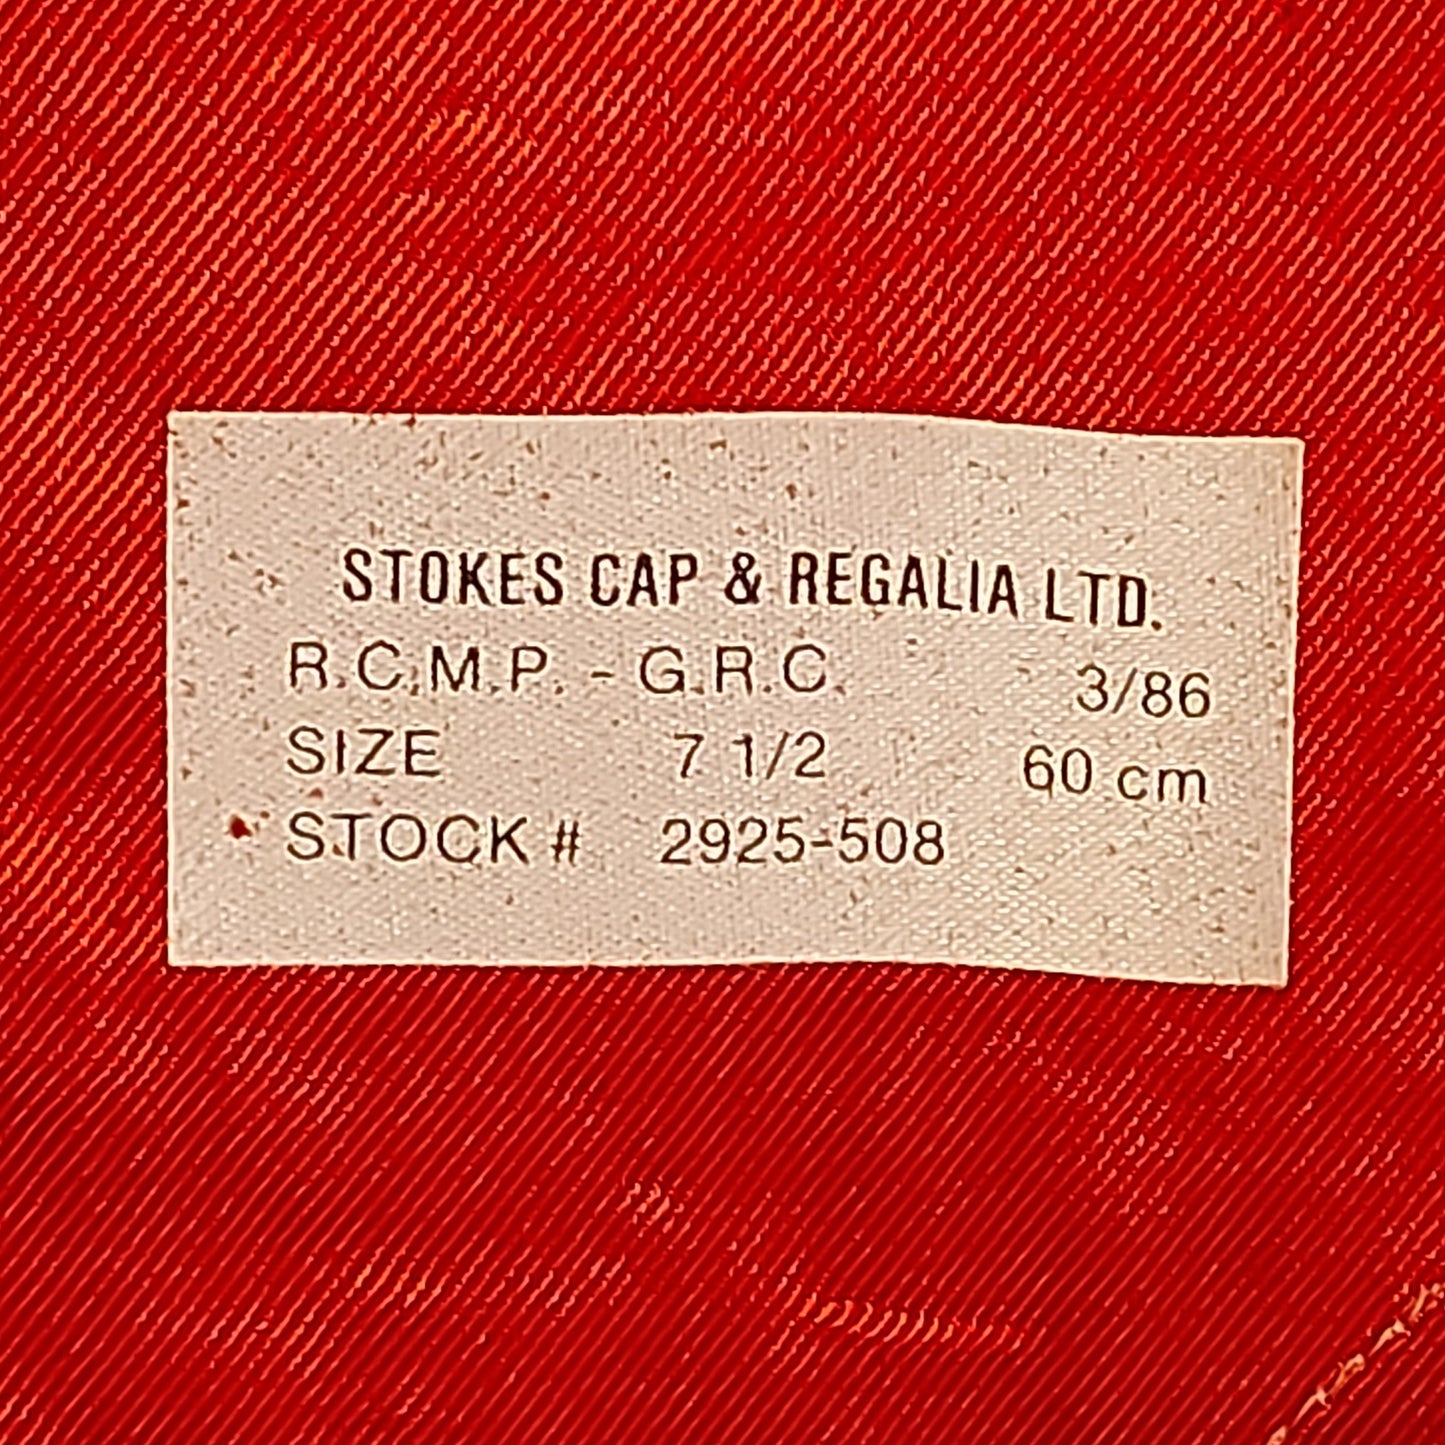 STOKES CAP & REGALIA LTD.
R.C.M.P. - G.R.C. 3/86
SIZE 7 1/2 60 cm
STOCK # 2925-508